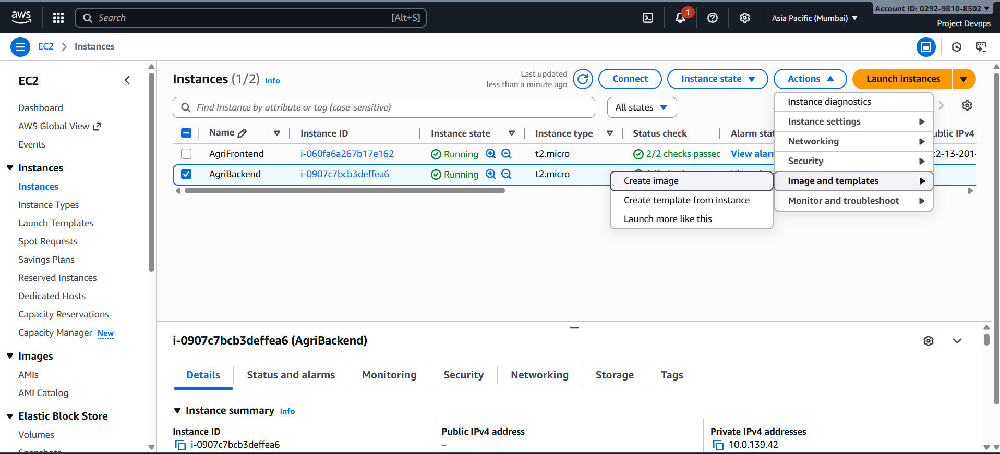 aws
Search [Alt+S]
1
Asia Pacific (Mumbai)
Account ID: 0292-9810-8502
Project Devops
EC2
Instances
EC2
Dashboard
AWS Global View
Events
Instances
Instances
Instance Types
Launch Templates
Spot Requests
Savings Plans
Reserved Instances
Dedicated Hosts
Capacity Reservations
Capacity Manager New
Images
AMIs
AMI Catalog
Elastic Block Store
Volumes
Instances (1/2) Info
Last updated
less than a minute ago
Connect
Instance state
Actions
Launch instances
Find Instance by attribute or tag (case-sensitive)
All states
Name Instance ID Instance state Instance type Status check Alarm stat ublic IPv4
AgriFrontend i-060fa6a267b17e162 Running t2.micro 2/2 checks passec View alar :2-13-201-
AgriBackend i-0907c7bcb3deffea6 Running t2.micro
Instance diagnostics
Instance settings
Networking
Security
Image and templates
Monitor and troubleshoot
Create image
Create template from instance
Launch more like this
i-0907c7bcb3deffea6 (AgriBackend)
Details Status and alarms Monitoring Security Networking Storage Tags
Instance summary Info
Instance ID
i-0907c7bcb3deffea6
Public IPv4 address
–
Private IPv4 addresses
10.0.139.42